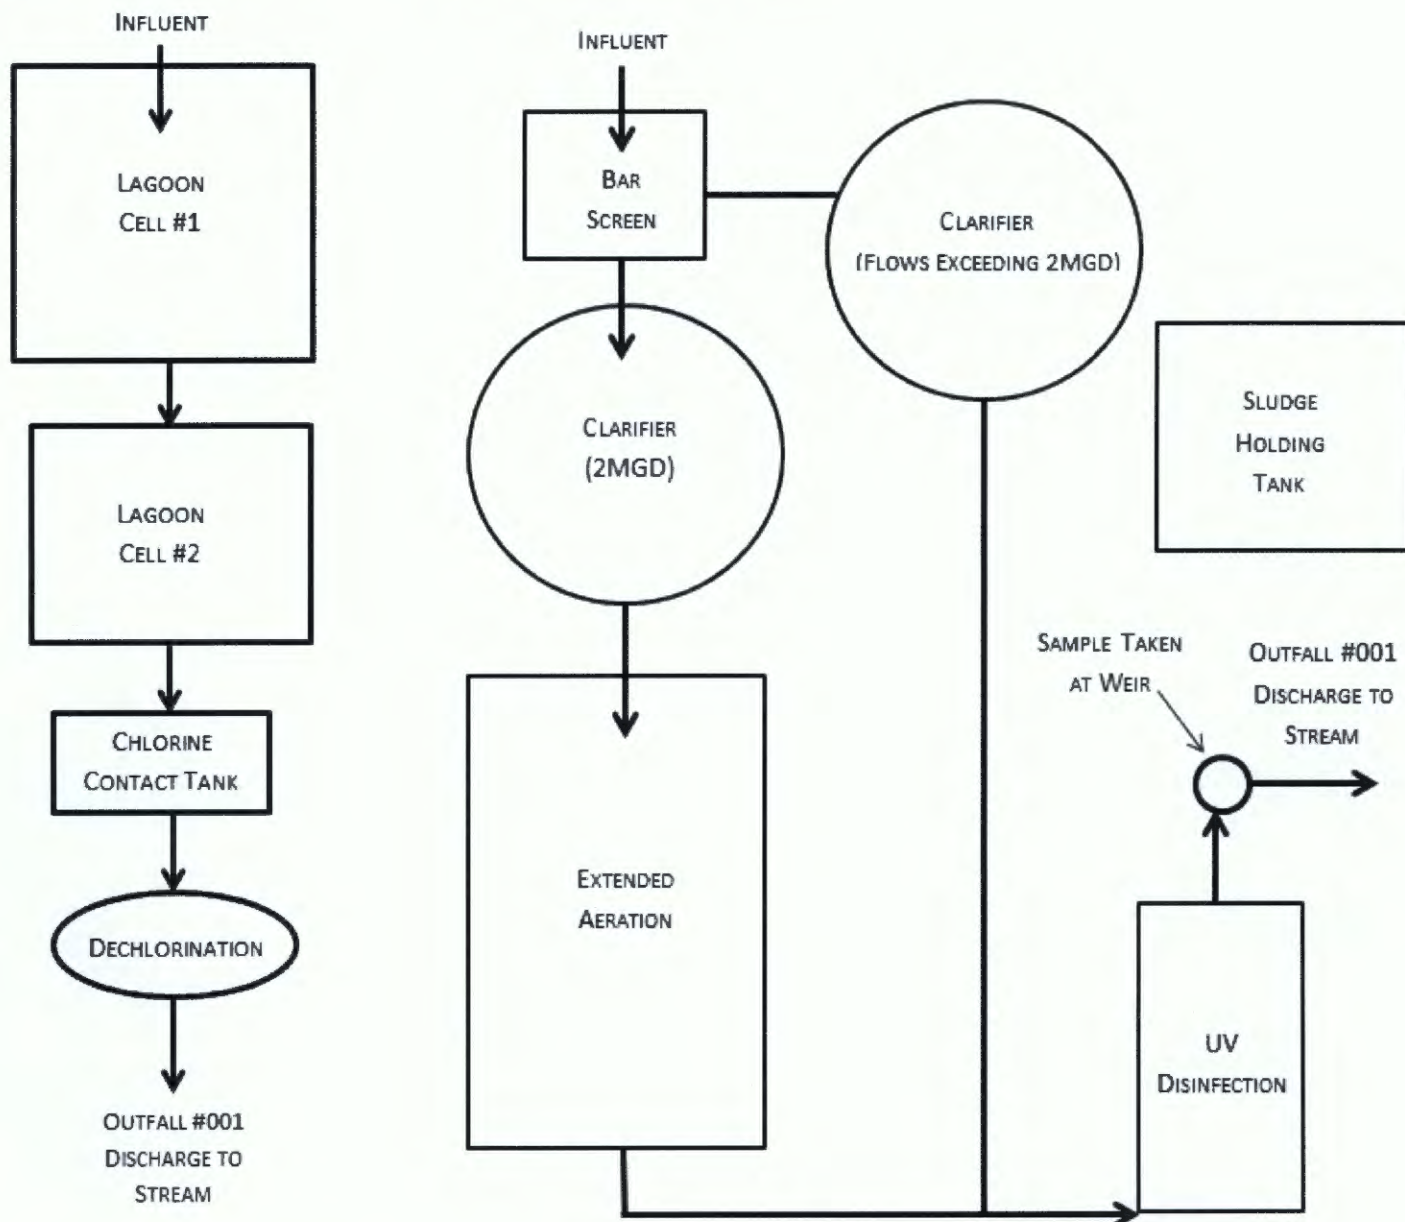 INFLUENT
LAGOON
CELL #1
LAGOON
CELL #2
CHLORINE
CONTACT TANK
DECHLORINATION
OUTFALL #001
DISCHARGE TO
STREAM
INFLUENT
BAR
SCREEN
CLARIFIER
(FLOWS EXCEEDING 2MGD)
CLARIFIER
(2MGD)
EXTENDED
AERATION
SLUDGE
HOLDING
TANK
SAMPLE TAKEN
AT WEIR
OUTFALL #001
DISCHARGE TO
STREAM
UV
DISINFECTION